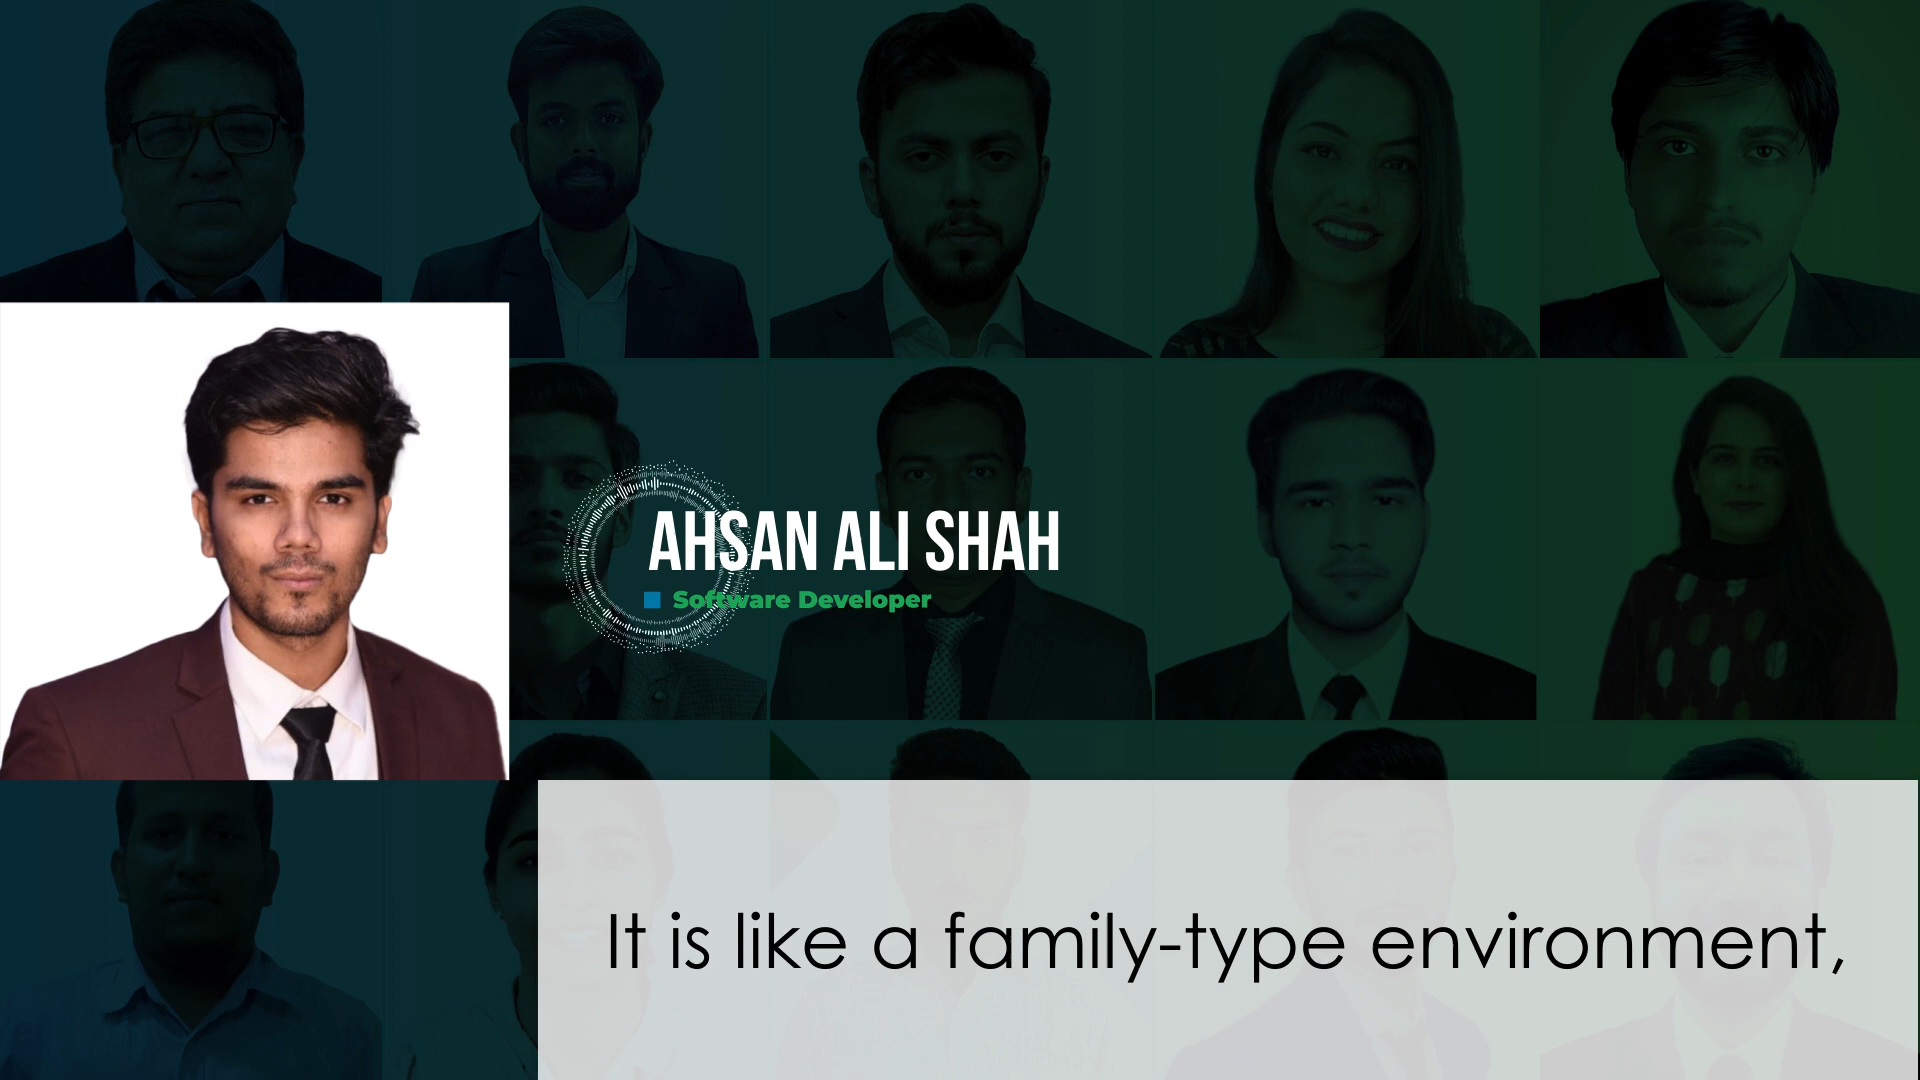 AHSAN ALI SHAH
Software Developer
It is like a family-type environment,